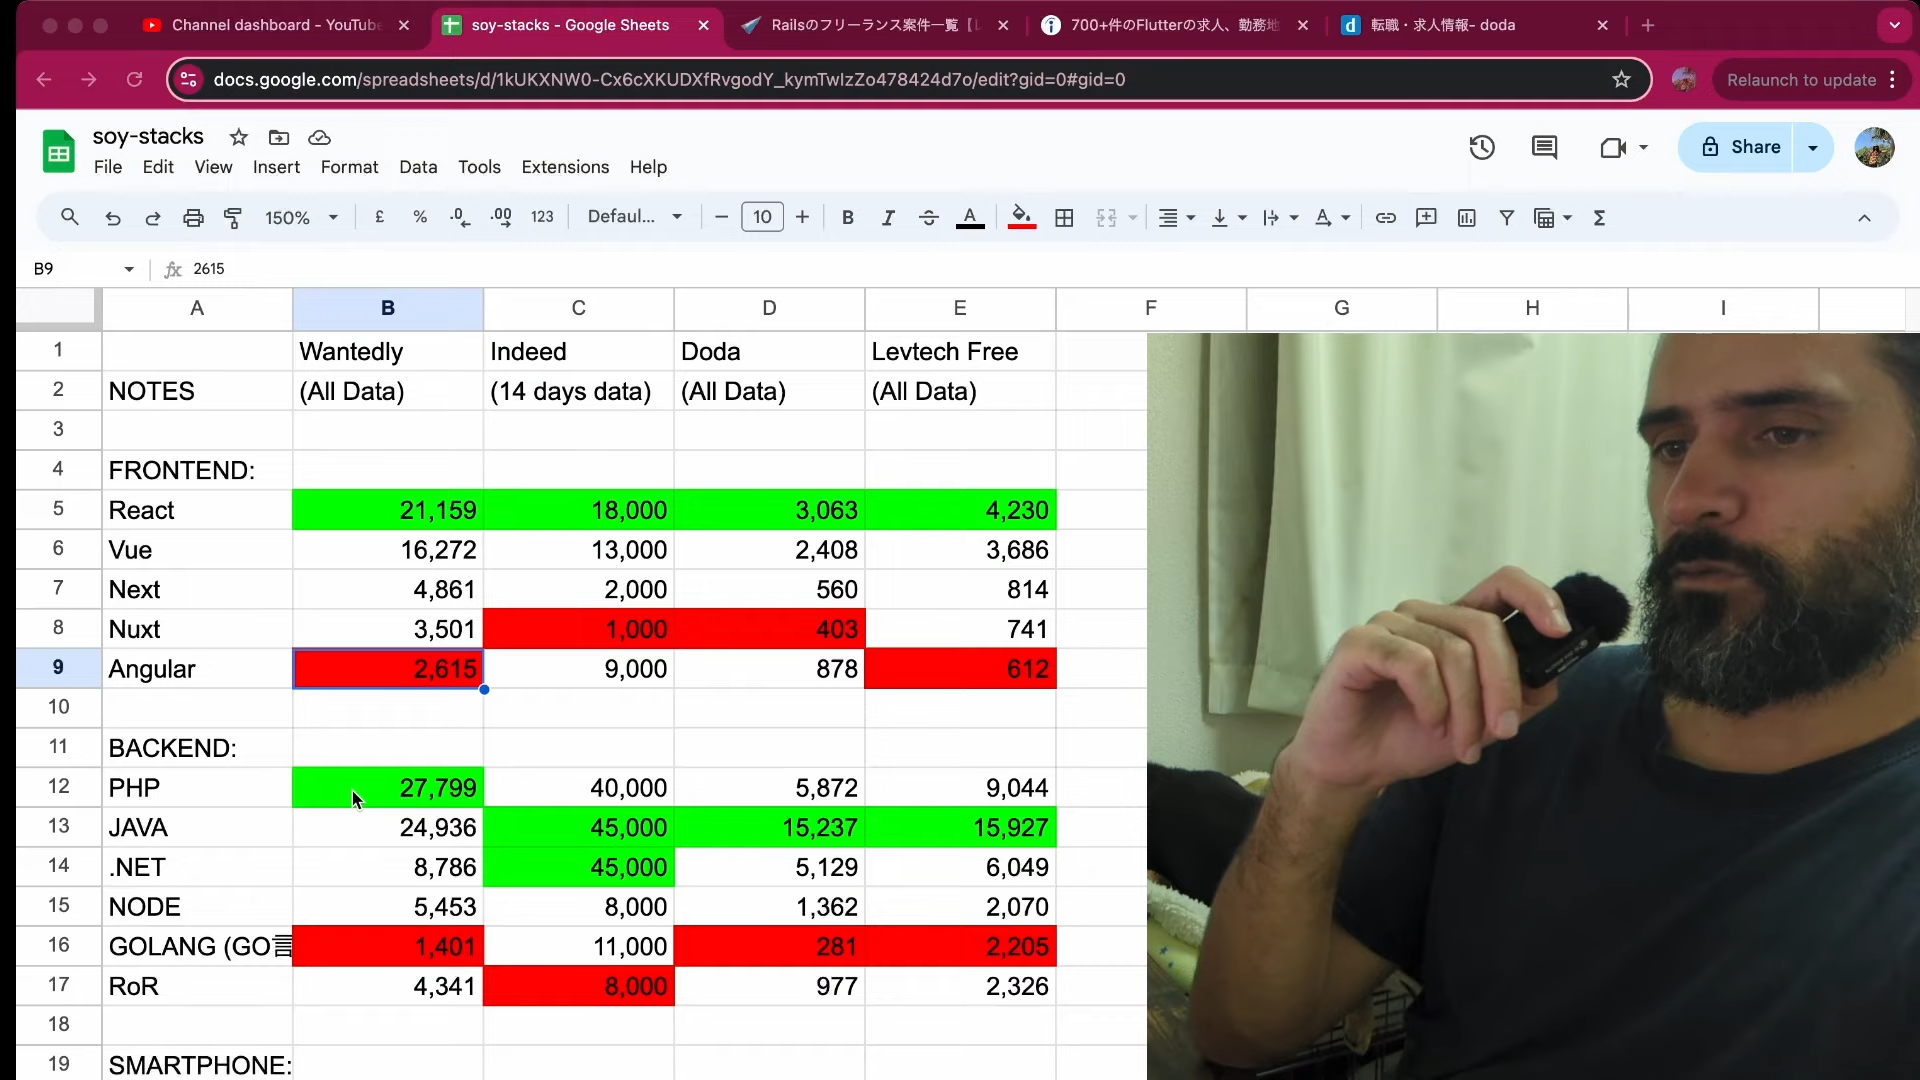 Channel dashboard - YouTube
soy-stacks - Google Sheets
Railsのフリーランス案件一覧【
700+件のFlutterの求人、勤務地
転職・求人情報- doda
docs.google.com/spreadsheets/d/1kUKXNW0-Cx6cXKUDXfRvgodY_kymTwIzZo478424d7o/edit?gid=0#gid=0
Relaunch to update
soy-stacks
File Edit View Insert Format Data Tools Extensions Help
Share
150% £ % .0 .00 123 Defaul... 10 B I A
B9 fx 2615
A B C D E F G H I
1 Wantedly Indeed Doda Levtech Free
2 NOTES (All Data) (14 days data) (All Data) (All Data)
3
4 FRONTEND:
5 React 21,159 18,000 3,063 4,230
6 Vue 16,272 13,000 2,408 3,686
7 Next 4,861 2,000 560 814
8 Nuxt 3,501 1,000 403 741
9 Angular 2,615 9,000 878 612
10
11 BACKEND:
12 PHP 27,799 40,000 5,872 9,044
13 JAVA 24,936 45,000 15,237 15,927
14 .NET 8,786 45,000 5,129 6,049
15 NODE 5,453 8,000 1,362 2,070
16 GOLANG (GO言 1,401 11,000 281 2,205
17 RoR 4,341 8,000 977 2,326
18
19 SMARTPHONE: